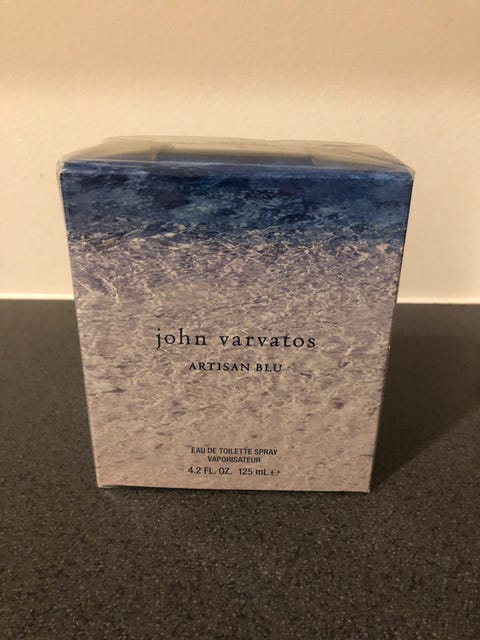 john varvatos
ARTISAN BLU
EAU DE TOILETTE SPRAY
VAPORISATEUR
4.2 FL. OZ. 125 mL ℮